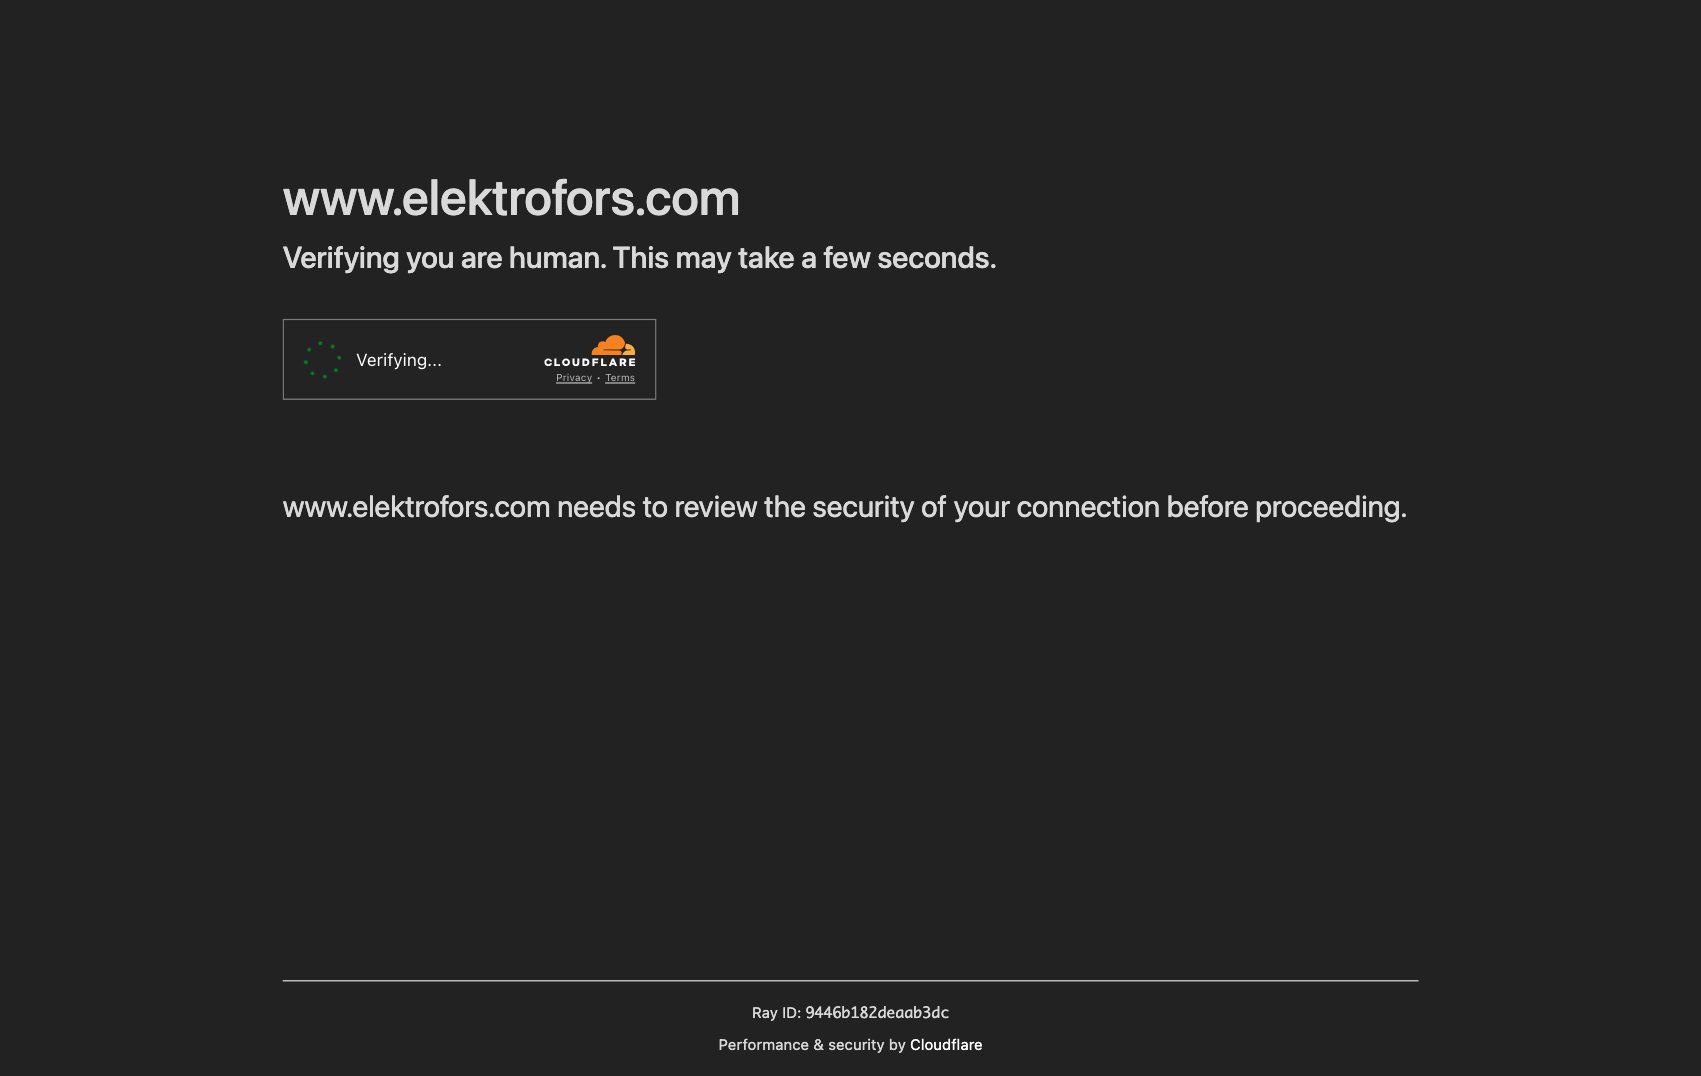 www.elektrofors.com
Verifying you are human. This may take a few seconds.
Verifying...
CLOUDFLARE
Privacy • Terms
www.elektrofors.com needs to review the security of your connection before proceeding.
Ray ID: 9446b182deaab3dc
Performance & security by Cloudflare